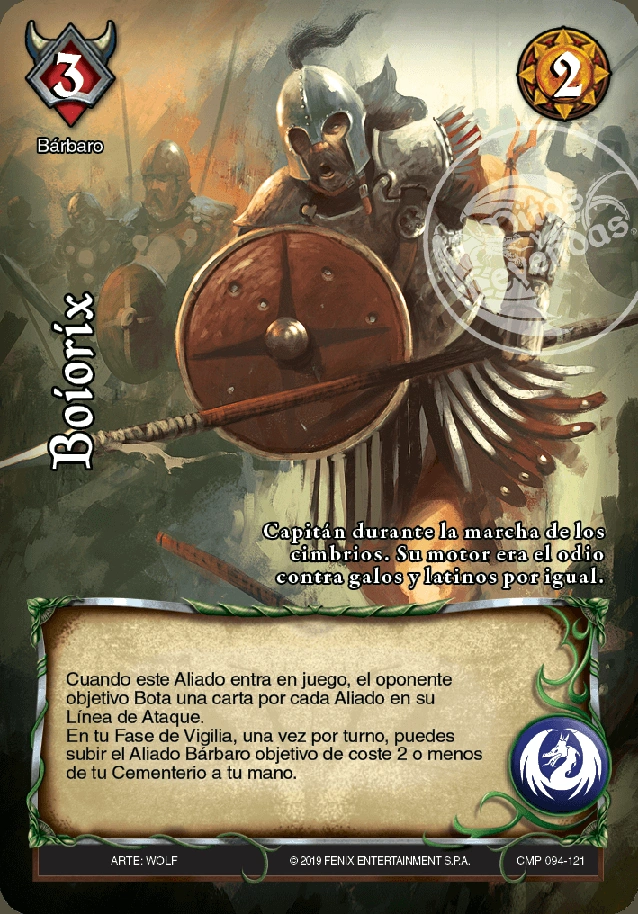 3
2
Bárbaro
Boiorix
Capitán durante la marcha de los
cimbrios. Su motor era el odio
contra galos y latinos por igual.
Cuando este Aliado entra en juego, el oponente
objetivo Bota una carta por cada Aliado en su
Línea de Ataque.
En tu Fase de Vigilia, una vez por turno, puedes
subir el Aliado Bárbaro objetivo de coste 2 o menos
de tu Cementerio a tu mano.
ARTE: WOLF
© 2019 FENIX ENTERTAINMENT S.P.A.
CMP 094-121